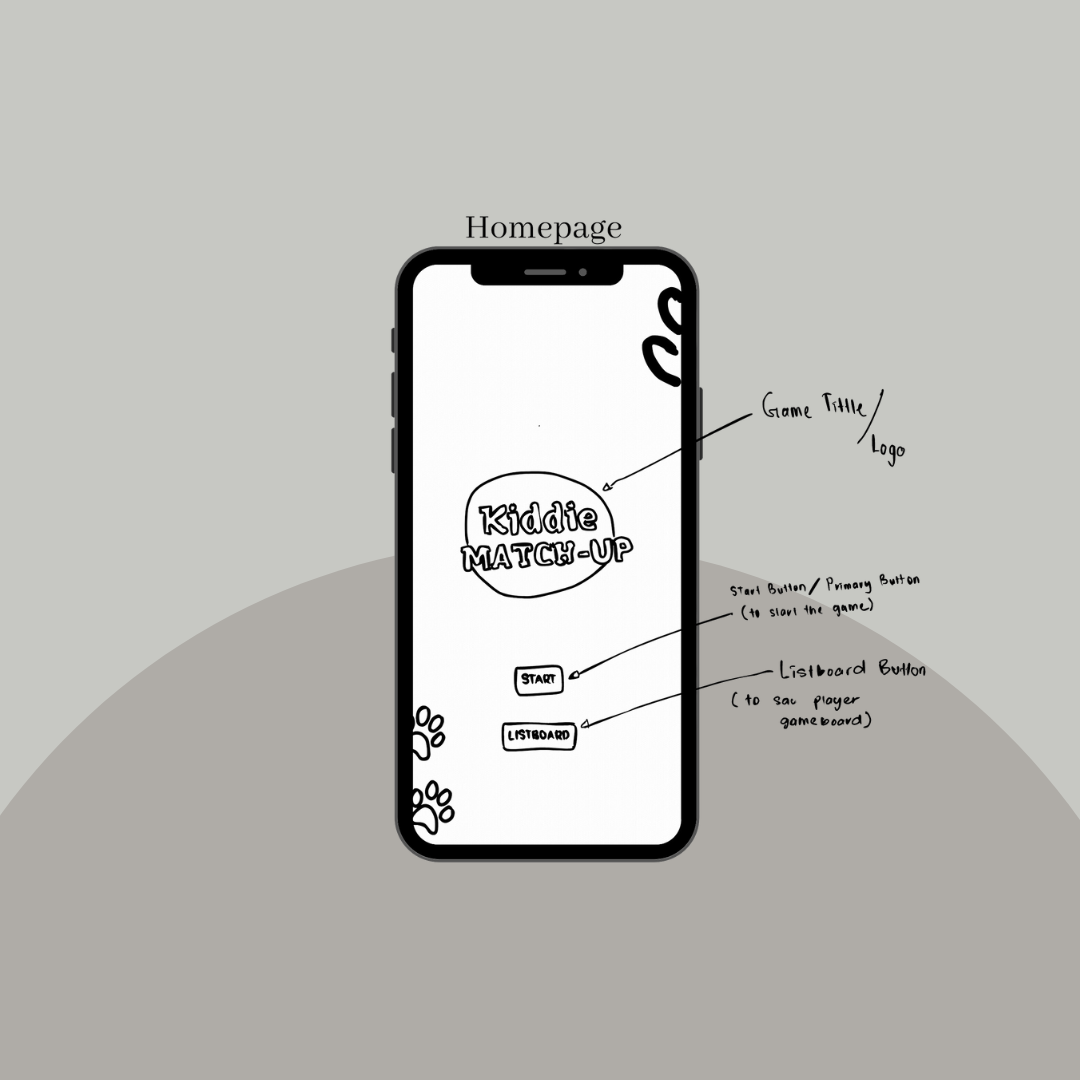 Homepage
Game Tittle/
Logo
Kiddie
MATCH-UP
Start Button/Primary Button
(to start the game)
START
Listboard Button
(to sac player
gameboard)
LISTBOARD